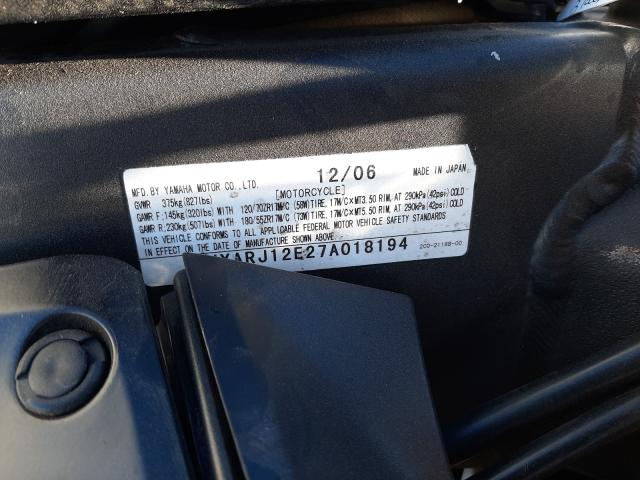 12/06
MFD. BY YAMAHA MOTOR CO., LTD. MADE IN JAPAN
GVWR 375kg(827lbs) [MOTORCYCLE]
GAWR F:145kg(320lbs) WITH 120/70ZR17M/C (58W)TIRE, 17M/C×MT3.50 RIM, AT 290kPa(42psi)COLD
GAWR R:230kg(507lbs) WITH 190/55ZR17M/C (73W)TIRE, 17M/C×MT5.50 RIM, AT 290kPa(42psi)COLD
THIS VEHICLE CONFORMS TO ALL APPLICABLE FEDERAL MOTOR VEHICLE SAFETY STANDARDS
IN EFFECT ON THE DATE OF MANUFACTURE SHOWN ABOVE.
YARJ12E27A018194